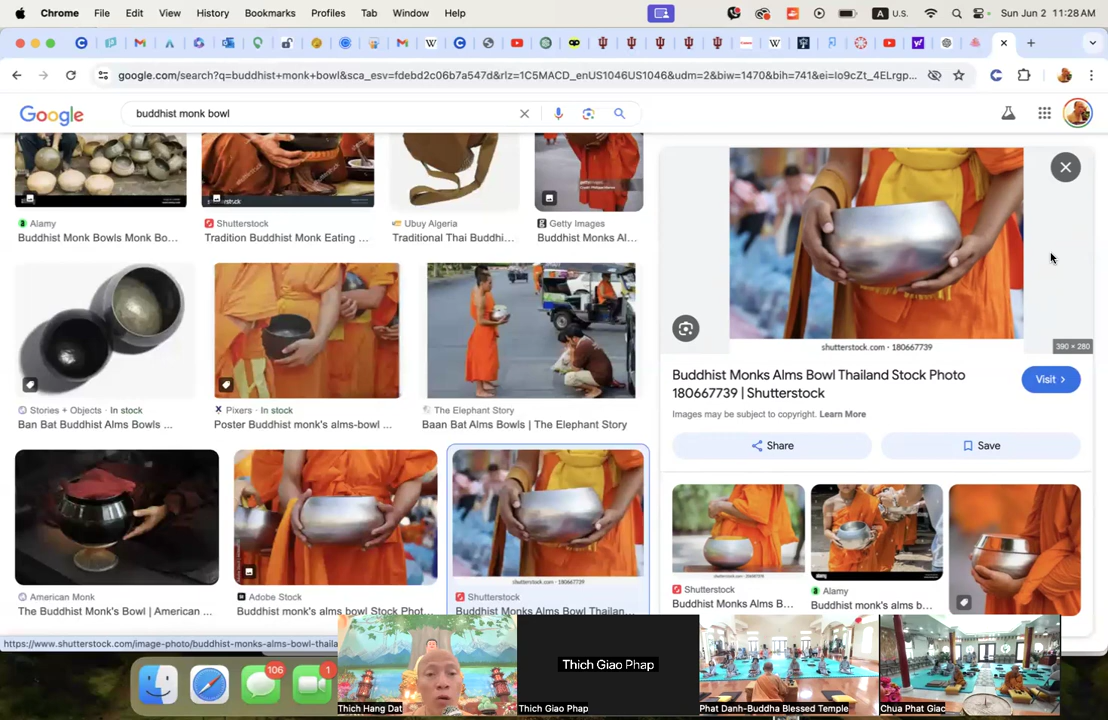 Chrome File Edit View History Bookmarks Profiles Tab Window Help
A U.S.
Sun Jun 2 11:28 AM
google.com/search?q=buddhist+monk+bowl&sca_esv=fdebd2c06b7a547d&rlz=1C5MACD_enUS1046US1046&udm=2&biw=1470&bih=741&ei=Io9cZt_4ELrgp...
Google
buddhist monk bowl
Alamy
Buddhist Monk Bowls Monk Bo...
Shutterstock
Tradition Buddhist Monk Eating ...
Ubuy Algeria
Traditional Thai Buddhi...
Getty Images
Buddhist Monks Al...
Stories + Objects · In stock
Ban Bat Buddhist Alms Bowls ...
Pixers · In stock
Poster Buddhist monk's alms-bowl ...
The Elephant Story
Baan Bat Alms Bowls | The Elephant Story
American Monk
The Buddhist Monk's Bowl | American ...
Adobe Stock
Buddhist monk's alms bowl Stock Phot...
shutterstock.com · 180667739
Shutterstock
Buddhist Monks Alms Bowl Thailan...
shutterstock.com · 180667739
390 × 280
Buddhist Monks Alms Bowl Thailand Stock Photo
180667739 | Shutterstock
Visit
Images may be subject to copyright. Learn More
Share
Save
Shutterstock
Buddhist Monks Alms B...
Alamy
Buddhist monk's alms b...
https://www.shutterstock.com/image-photo/buddhist-monks-alms-bowl-thaila
106
1
Thich Hang Dat
Thich Giao Phap
Thich Giao Phap
Phat Danh-Buddha Blessed Temple
Chua Phat Giac